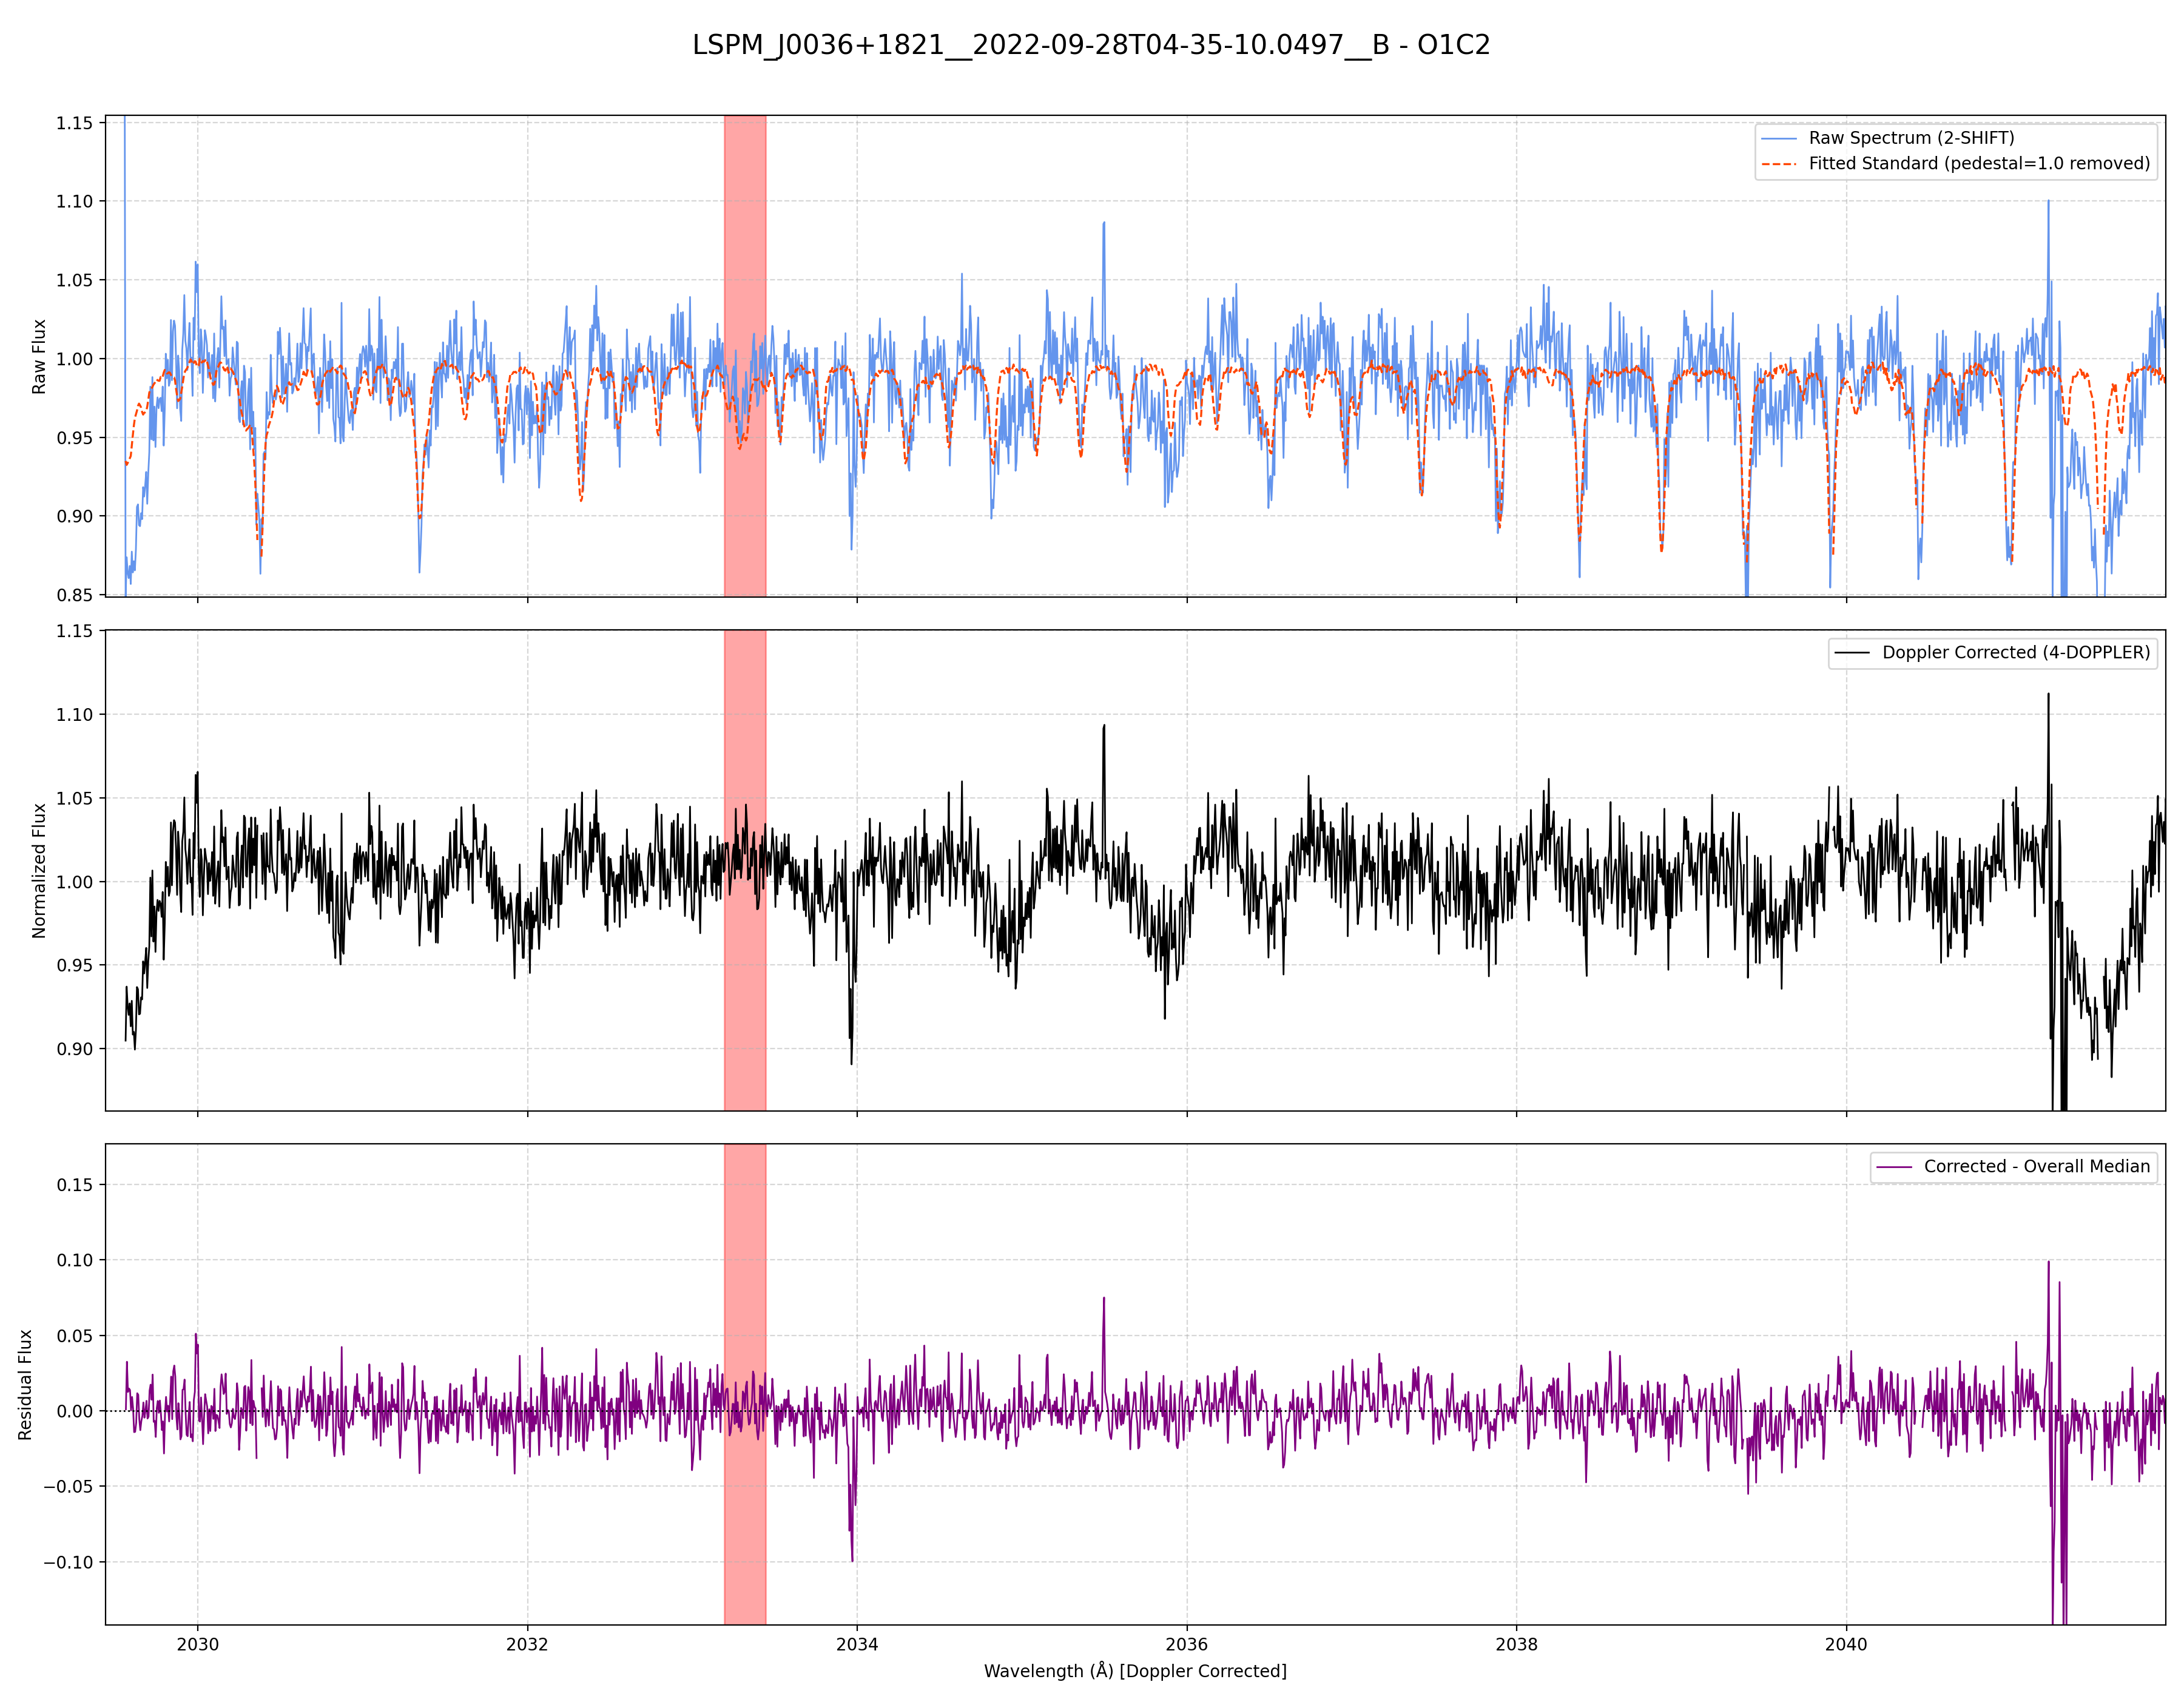 LSPM_J0036+1821__2022-09-28T04-35-10.0497__B - O1C2
1.15
1.10
1.05
1.00
0.95
0.90
0.85
Raw Flux
Raw Spectrum (2-SHIFT)
Fitted Standard (pedestal=1.0 removed)
1.15
1.10
1.05
1.00
0.95
0.90
Normalized Flux
Doppler Corrected (4-DOPPLER)
0.15
0.10
0.05
0.00
−0.05
−0.10
Residual Flux
Corrected - Overall Median
2030 2032 2034 2036 2038 2040
Wavelength (Å) [Doppler Corrected]